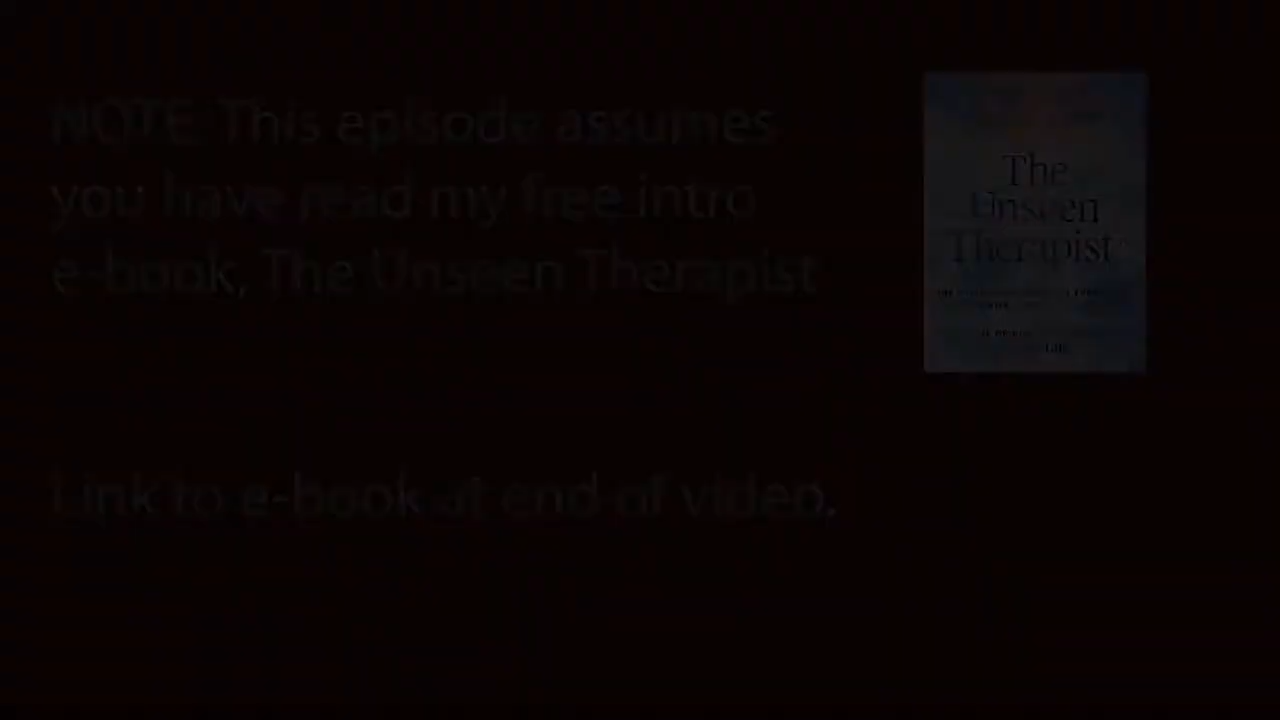 NOTE: This episode assumes
you have read my free intro
e-book, The Unseen Therapist
Link to e-book at end of video.
The
Unseen
Therapist